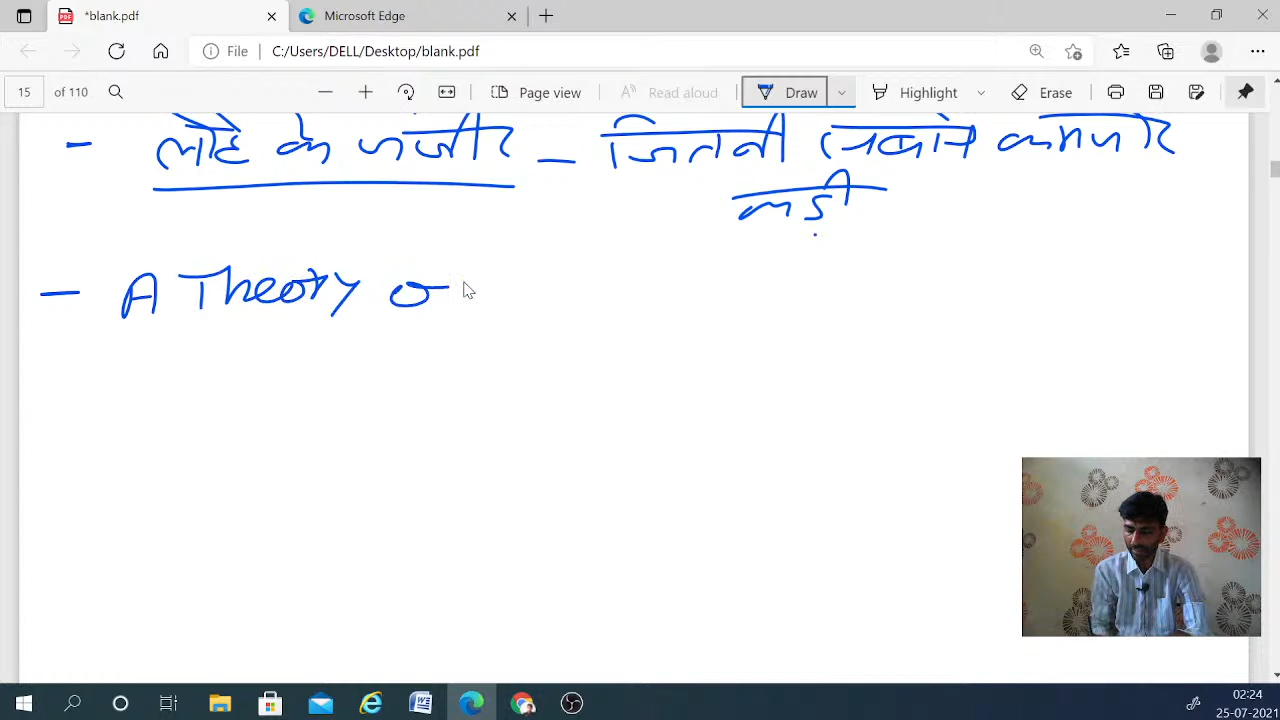 *blank.pdf
Microsoft Edge
File C:/Users/DELL/Desktop/blank.pdf
15 of 110 Page view Read aloud Draw Highlight Erase
- लोहे के जंजीर - जितनी कमजोर
कड़ी
- A Theory o
02:24
25-07-2021